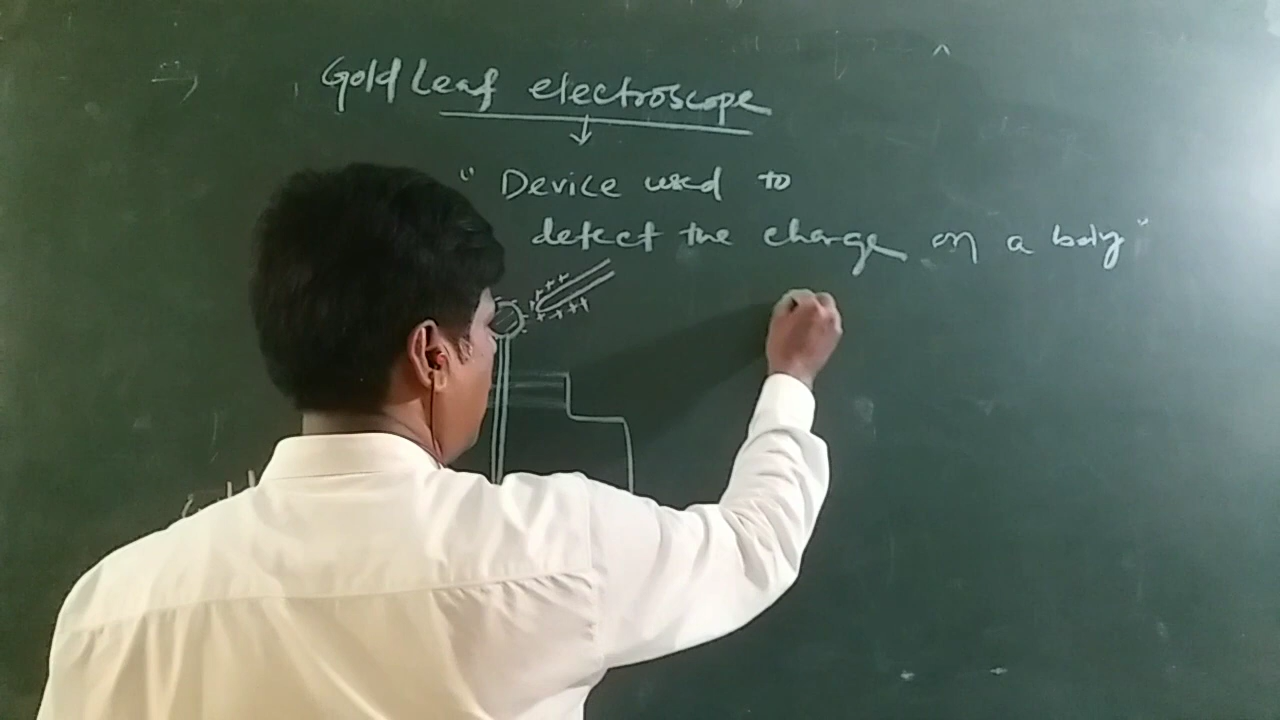 Gold Leaf electroscope
" Device used to
detect the charge on a body "